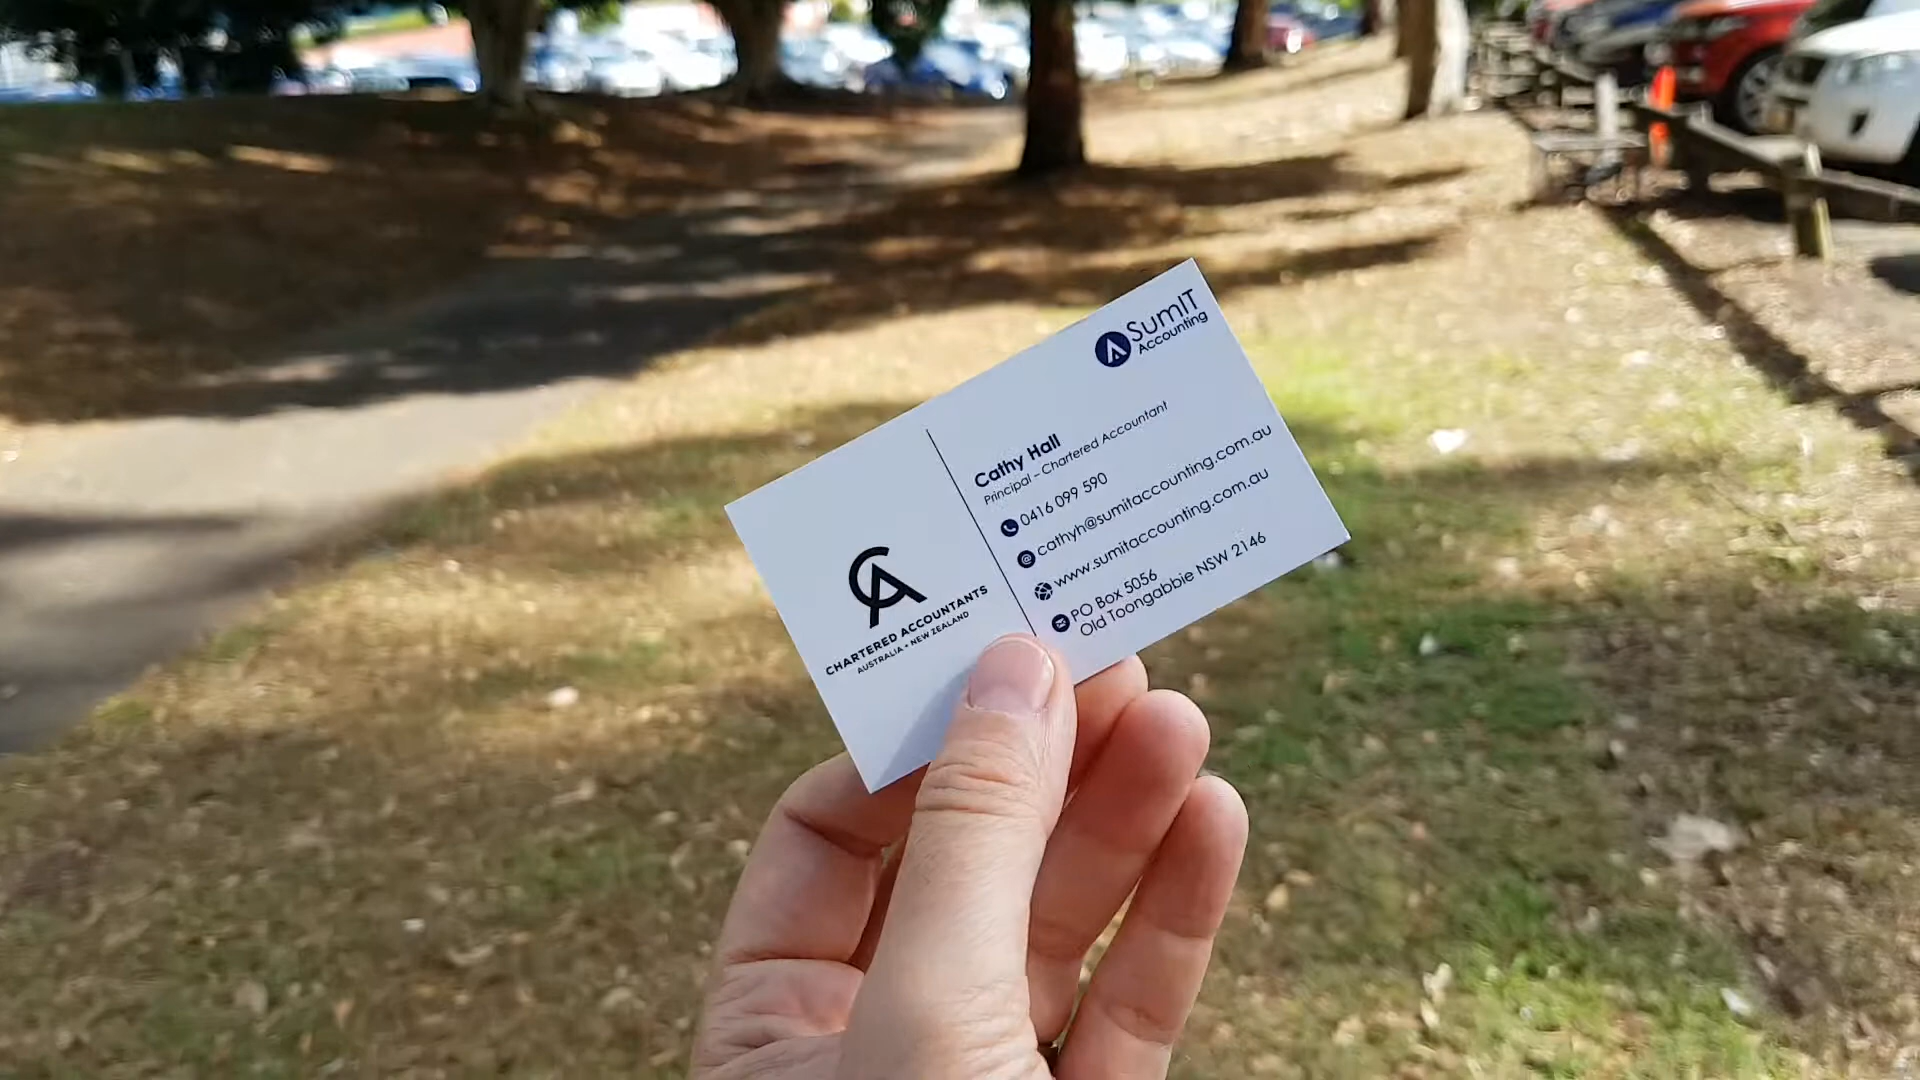 SumIT
Accounting
Cathy Hall
Principal – Chartered Accountant
0416 099 590
cathyh@sumitaccounting.com.au
www.sumitaccounting.com.au
PO Box 5056
Old Toongabbie NSW 2146
CA
CHARTERED ACCOUNTANTS
AUSTRALIA + NEW ZEALAND